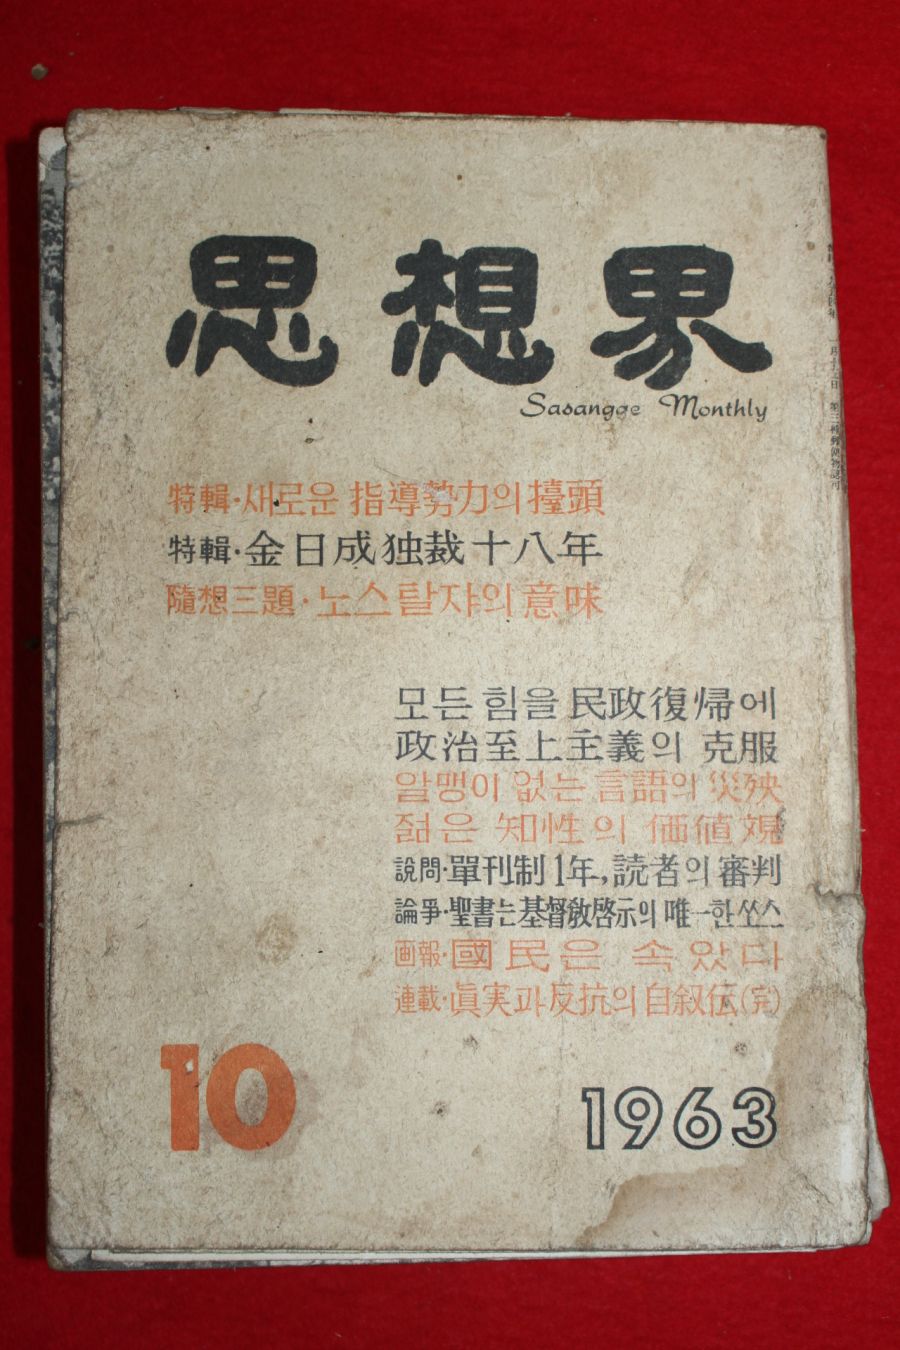 思想界
Sasangge Monthly
特輯·새로운 指導勢力의 擡頭
特輯·金日成独裁十八年
隨想三題·노스탈쟈의 意味
모든 힘을 民政復帰에
政治至上主義의 克服
알맹이 없는 言語의 災殃
젊은 知性의 価値観
説問·單刊制 1年, 読者의 審判
論爭·聖書는 基督敎啓示의 唯一한 쏘스
画報·國民은 속았다
連載·眞実과 反抗의 自叙伝(完)
10
1963